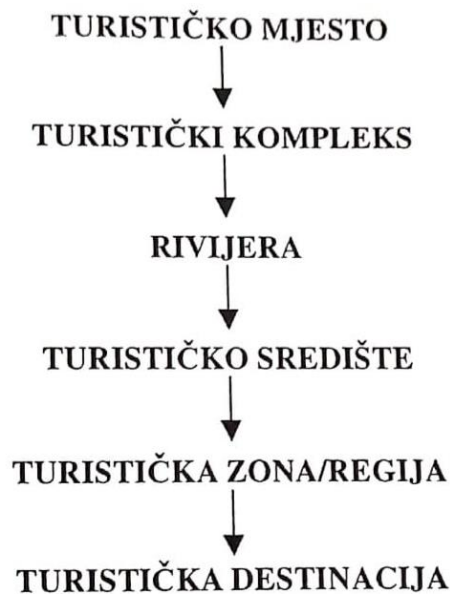 TURISTIČKO MJESTO
TURISTIČKI KOMPLEKS
RIVIJERA
TURISTIČKO SREDIŠTE
TURISTIČKA ZONA/REGIJA
TURISTIČKA DESTINACIJA